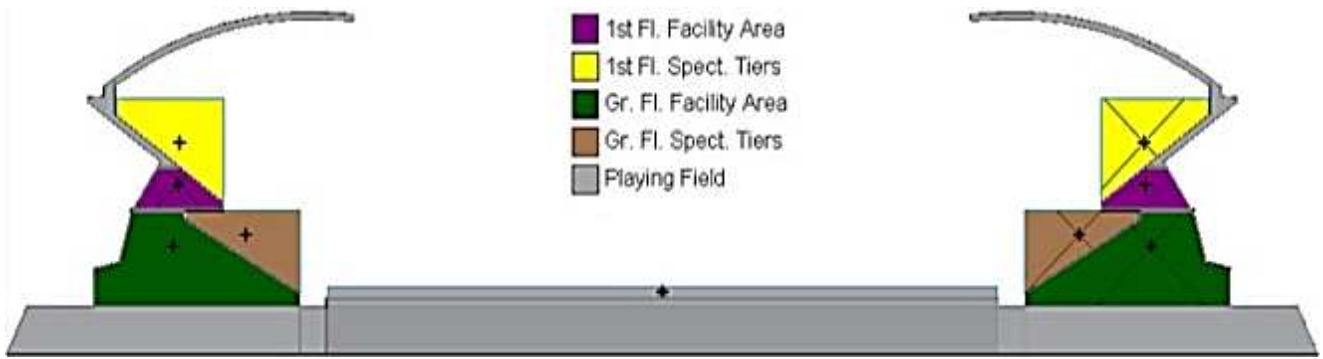 1st Fl. Facility Area
1st Fl. Spect. Tiers
Gr. Fl. Facility Area
Gr. Fl. Spect. Tiers
Playing Field